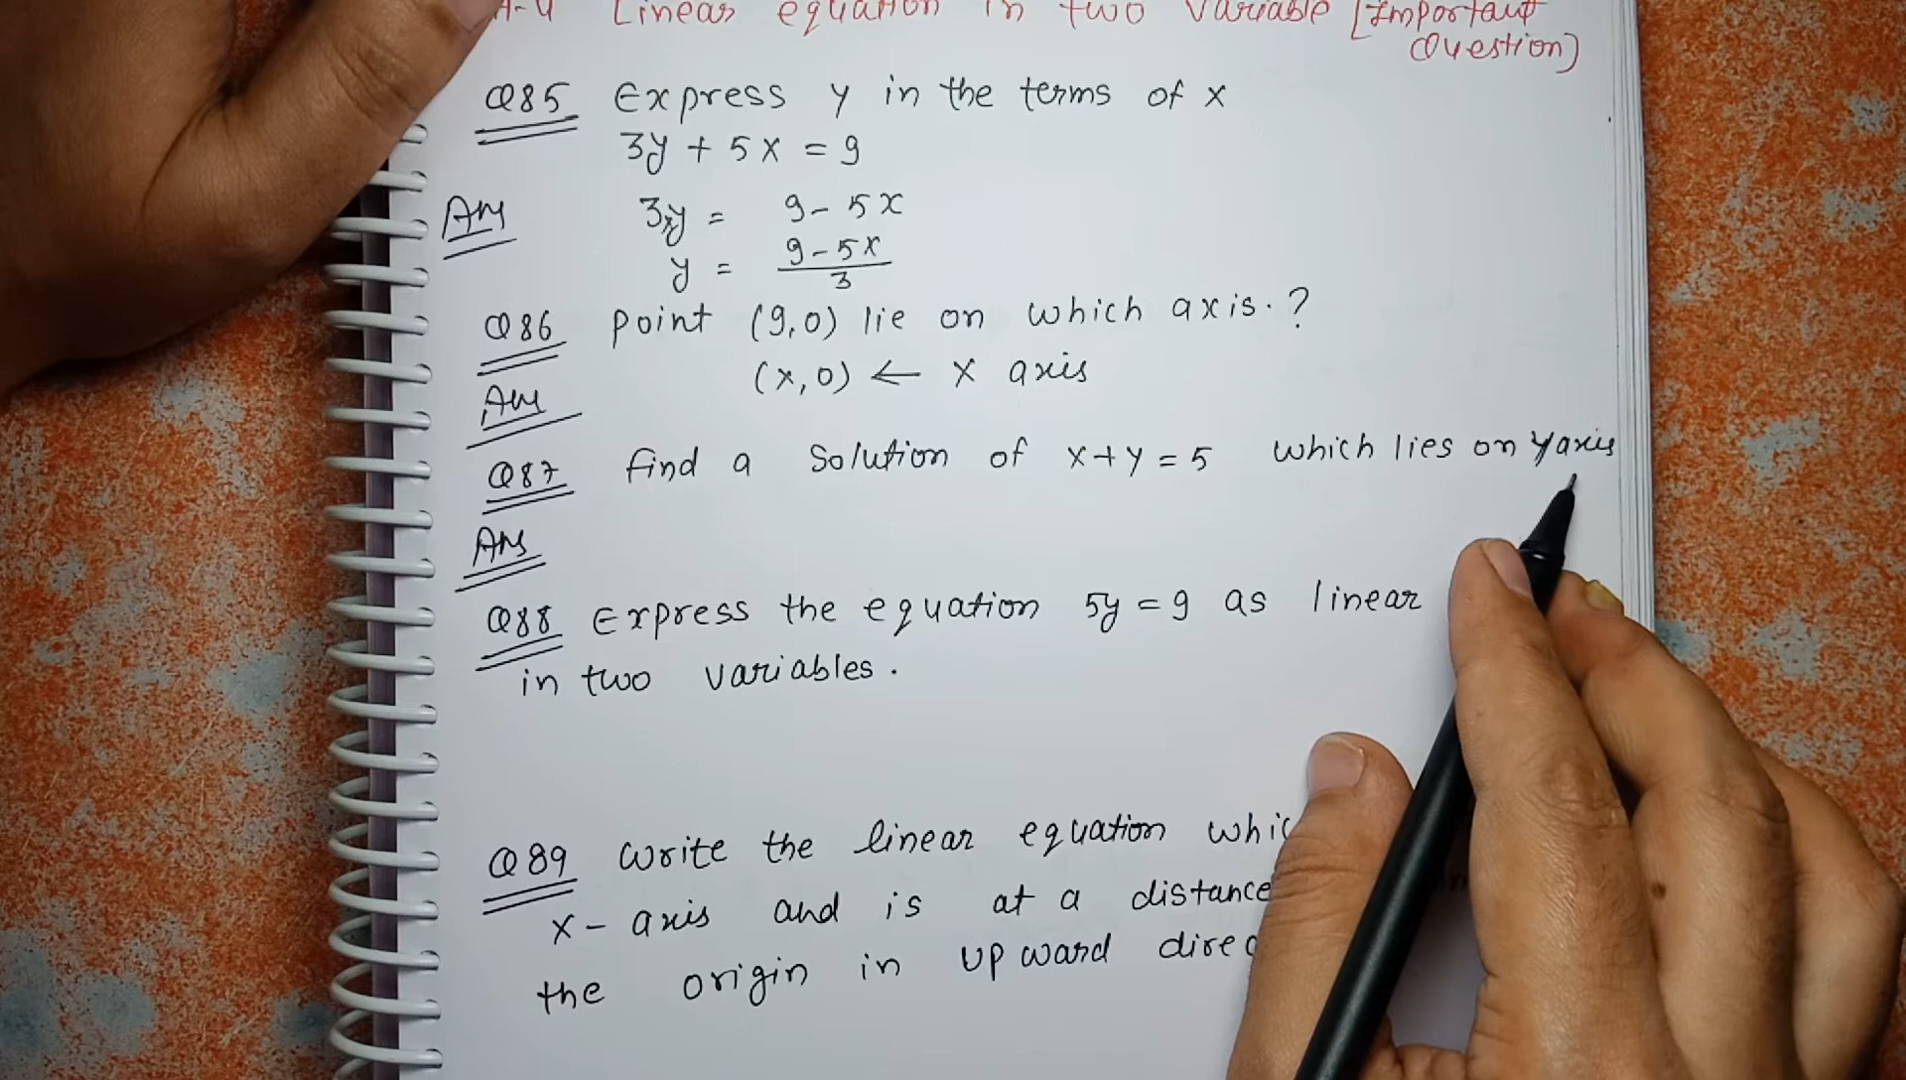 Linear equation in two variable [Important
Question]
Q85 Express y in the terms of x
3y + 5x = 9
Ans 3y = 9 - 5x
y = 9-5x/3
Q86 Point (9,0) lie on which axis.?
(x,0) ← x axis
Ans
Q87 find a solution of x+y=5 which lies on yaxis
Ans
Q88 Express the equation 5y=9 as linear
in two variables.
Q89 write the linear equation
x-axis and is at a distance
the origin in upward